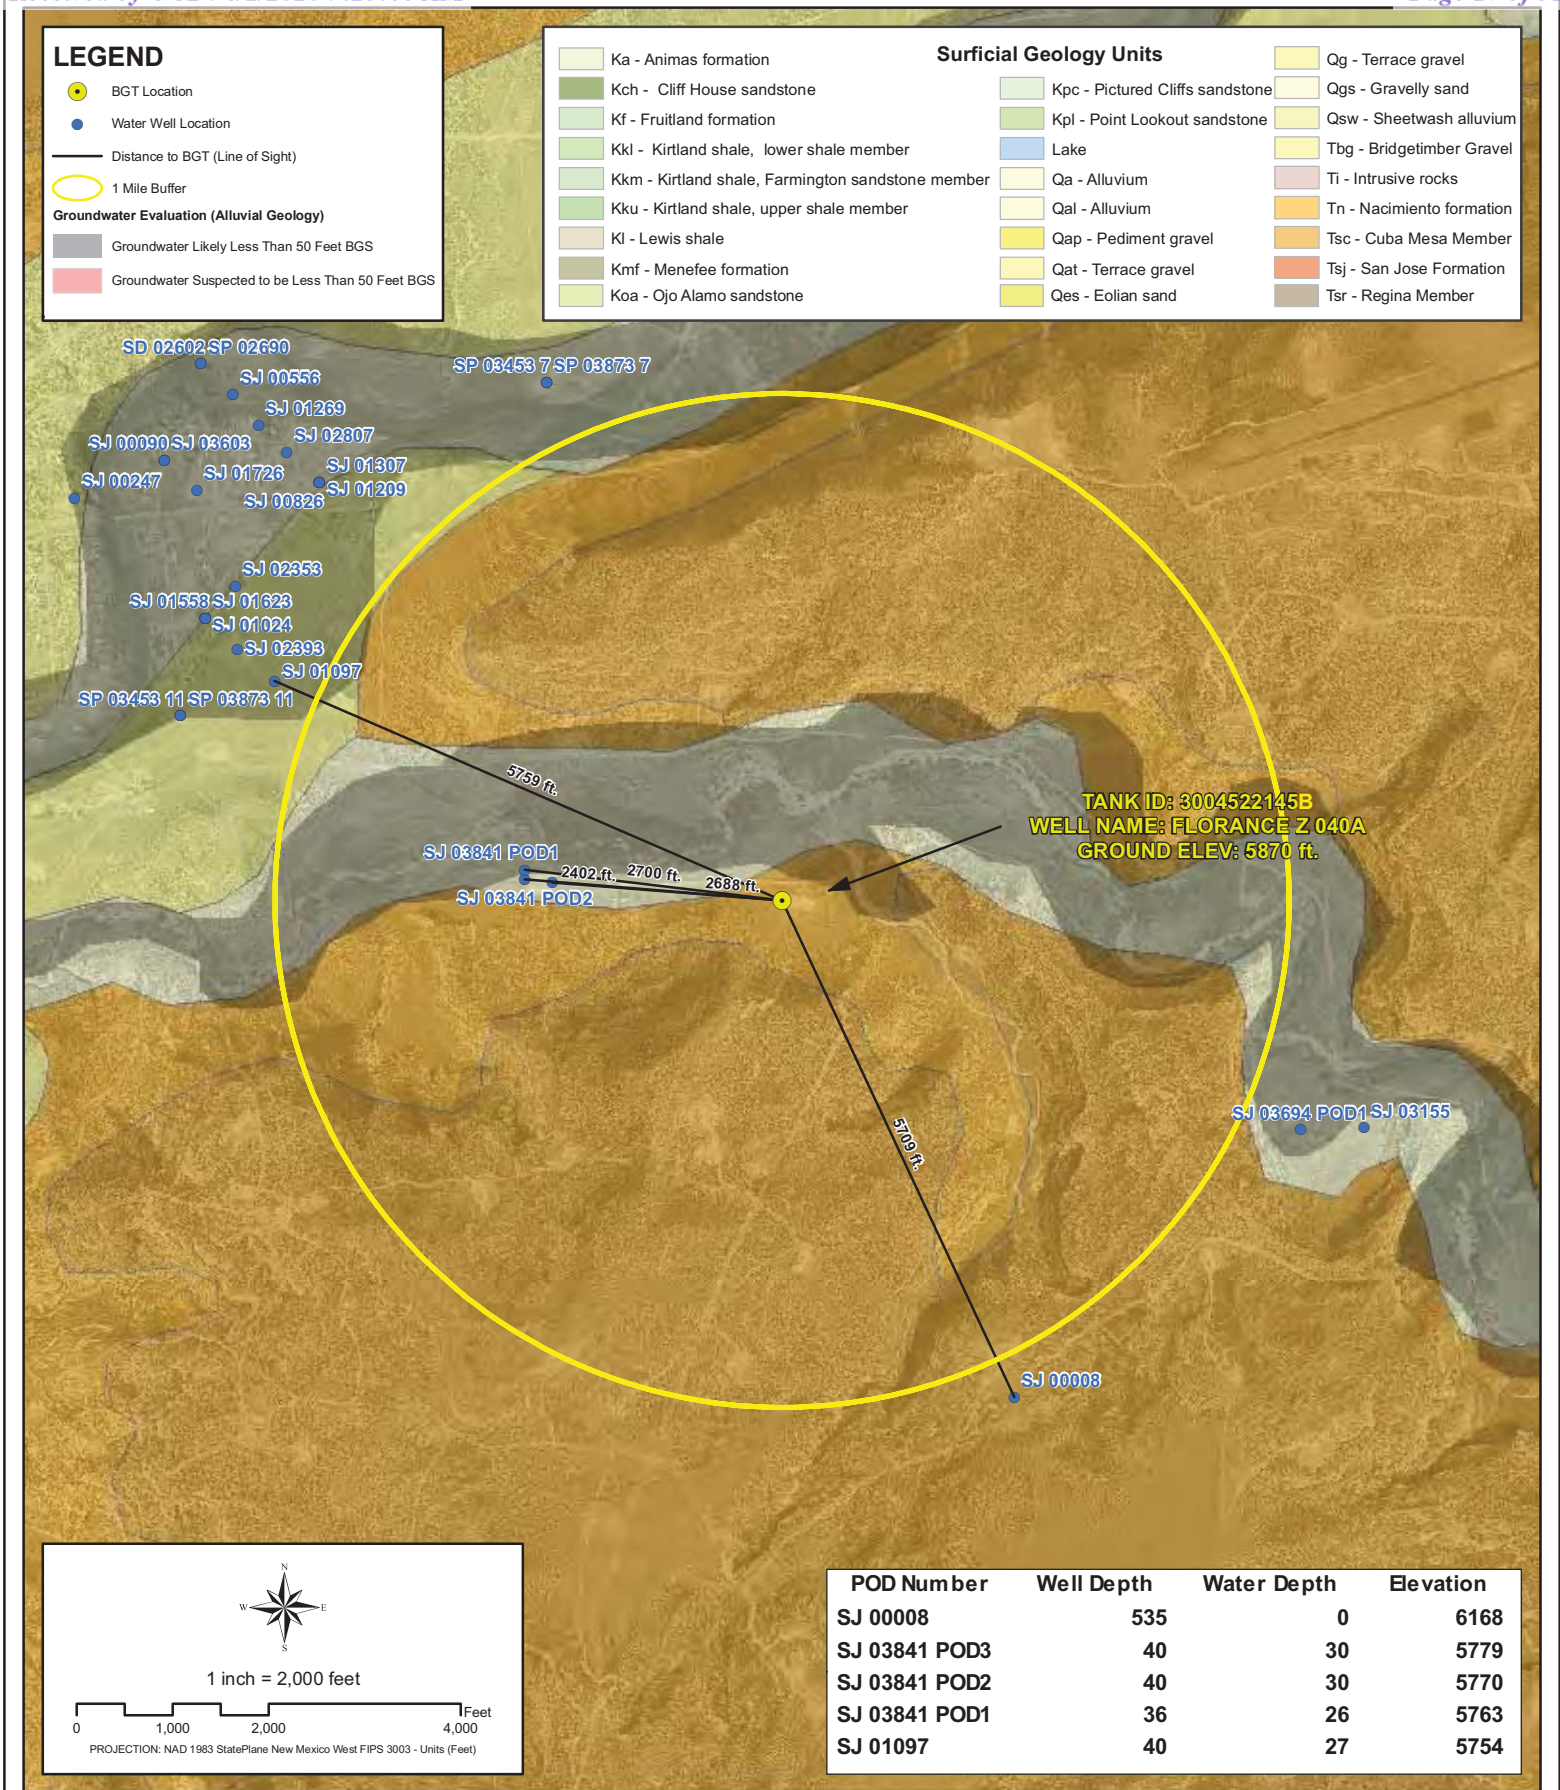 LEGEND
BGT Location
Water Well Location
Distance to BGT (Line of Sight)
1 Mile Buffer
Groundwater Evaluation (Alluvial Geology)
Groundwater Likely Less Than 50 Feet BGS
Groundwater Suspected to be Less Than 50 Feet BGS
Surficial Geology Units
Ka - Animas formation
Kch - Cliff House sandstone
Kf - Fruitland formation
Kkl - Kirtland shale, lower shale member
Kkm - Kirtland shale, Farmington sandstone member
Kku - Kirtland shale, upper shale member
Kl - Lewis shale
Kmf - Menefee formation
Koa - Ojo Alamo sandstone
Kpc - Pictured Cliffs sandstone
Kpl - Point Lookout sandstone
Lake
Qa - Alluvium
Qal - Alluvium
Qap - Pediment gravel
Qat - Terrace gravel
Qes - Eolian sand
Qg - Terrace gravel
Qgs - Gravelly sand
Qsw - Sheetwash alluvium
Tbg - Bridgetimber Gravel
Ti - Intrusive rocks
Tn - Nacimiento formation
Tsc - Cuba Mesa Member
Tsj - San Jose Formation
Tsr - Regina Member
SD 02602 SP 02690
SP 03453 7 SP 03873 7
SJ 00556
SJ 01269
SJ 02807
SJ 00090 SJ 03603
SJ 01307
SJ 01726
SJ 00247
SJ 01209
SJ 00826
SJ 02353
SJ 01558 SJ 01623
SJ 01024
SJ 02393
SJ 01097
SP 03453 11 SP 03873 11
5759 ft.
TANK ID: 3004522145B
WELL NAME: FLORANCE Z 040A
GROUND ELEV: 5870 ft.
SJ 03841 POD1
2402 ft.
2700 ft.
2688 ft.
SJ 03841 POD2
SJ 03694 POD1 SJ 03155
5709 ft.
SJ 00008
N
W E
S
1 inch = 2,000 feet
Feet
0 1,000 2,000 4,000
PROJECTION: NAD 1983 StatePlane New Mexico West FIPS 3003 - Units (Feet)
POD Number Well Depth Water Depth Elevation
SJ 00008 535 0 6168
SJ 03841 POD3 40 30 5779
SJ 03841 POD2 40 30 5770
SJ 03841 POD1 36 26 5763
SJ 01097 40 27 5754